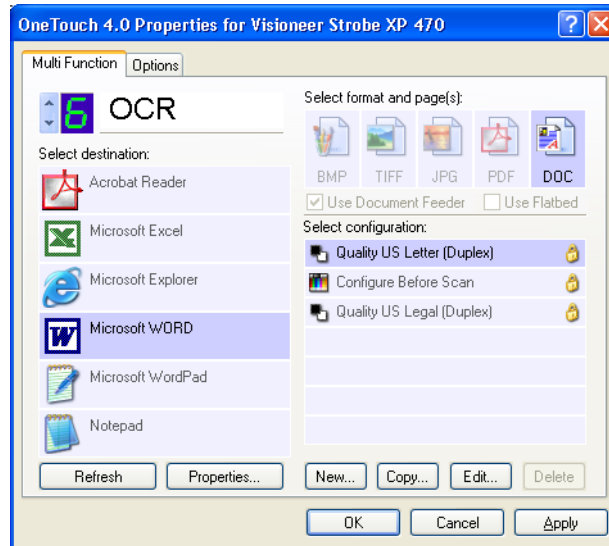 OneTouch 4.0 Properties for Visioneer Strobe XP 470
Multi Function
Options
6
OCR
Select destination:
Acrobat Reader
Microsoft Excel
Microsoft Explorer
Microsoft WORD
Microsoft WordPad
Notepad
Refresh
Properties...
Select format and page(s):
BMP
TIFF
JPG
PDF
DOC
Use Document Feeder
Use Flatbed
Select configuration:
Quality US Letter (Duplex)
Configure Before Scan
Quality US Legal (Duplex)
New...
Copy...
Edit...
Delete
OK
Cancel
Apply